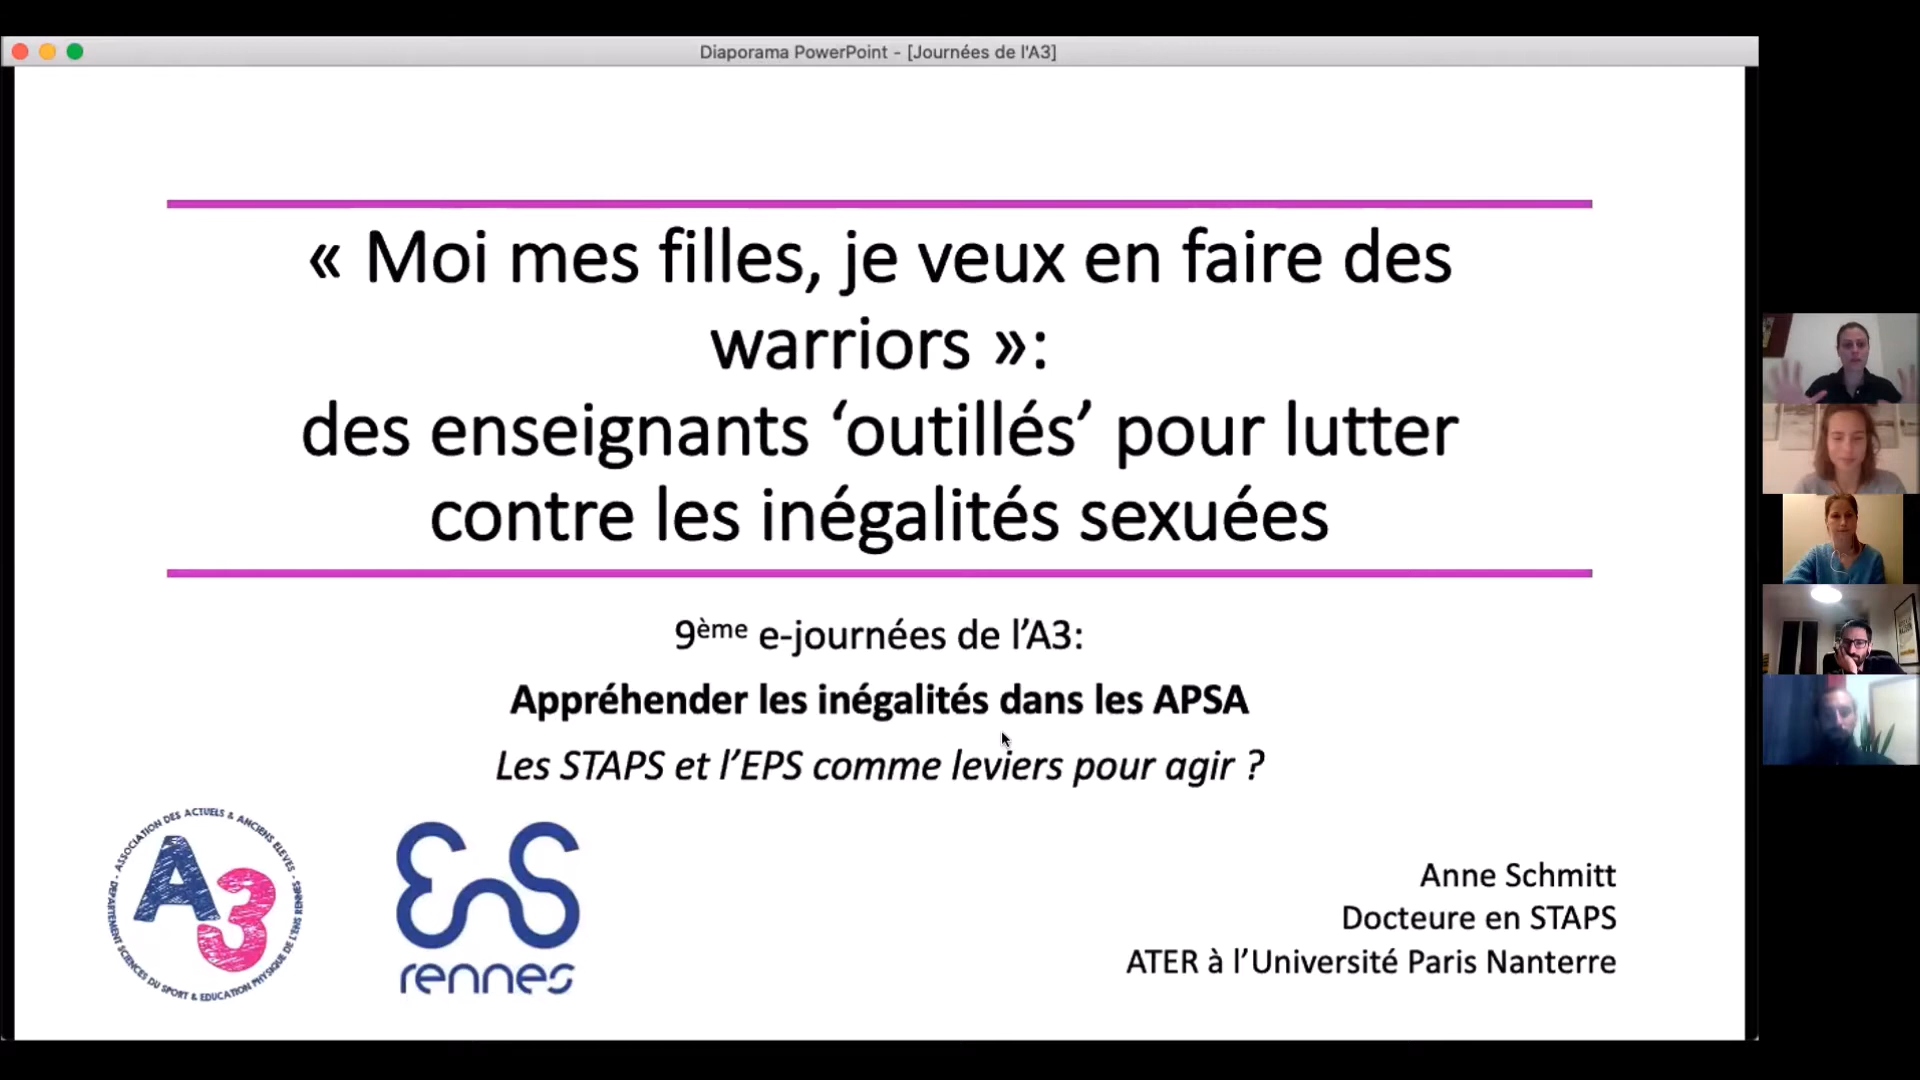 Diaporama PowerPoint - [Journées de l'A3]
« Moi mes filles, je veux en faire des
warriors »:
des enseignants ‘outillés’ pour lutter
contre les inégalités sexuées
9ème e-journées de l’A3:
Appréhender les inégalités dans les APSA
Les STAPS et l’EPS comme leviers pour agir ?
ASSOCIATION DES ACTUELS & ANCIENS ELEVES - DEPARTEMENT SCIENCES DU SPORT & EDUCATION PHYSIQUE DE L'ENS RENNES -
A3
ENS
rennes
Anne Schmitt
Docteure en STAPS
ATER à l’Université Paris Nanterre